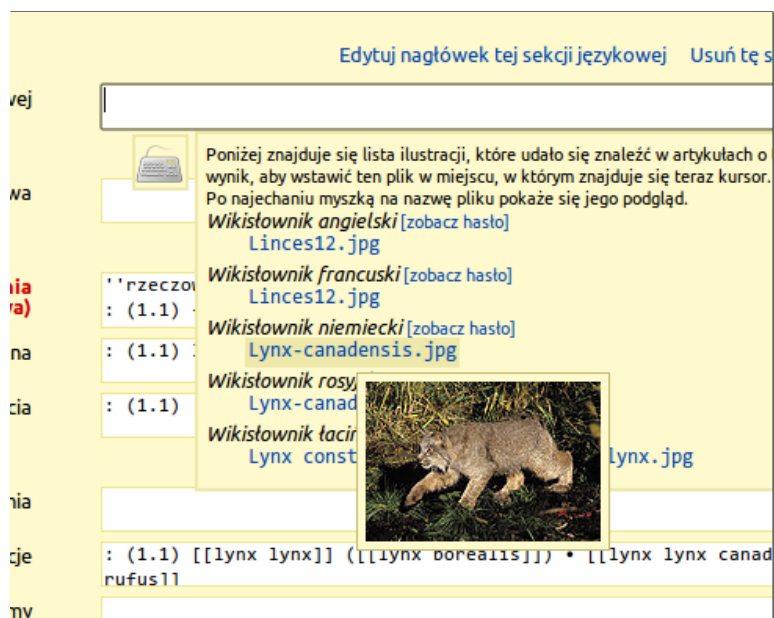 Edytuj nagłówek tej sekcji językowej Usuń tę s
vej
Poniżej znajduje się lista ilustracji, które udało się znaleźć w artykułach o
wynik, aby wstawić ten plik w miejscu, w którym znajduje się teraz kursor.
wa
Po najechaniu myszką na nazwę pliku pokaże się jego podgląd.
Wikisłownik angielski [zobacz hasło]
Linces12.jpg
Wikisłownik francuski [zobacz hasło]
nia
''rzeczow
Linces12.jpg
va)
: (1.1)
Wikisłownik niemiecki [zobacz hasło]
na
: (1.1)
Lynx-canadensis.jpg
Wikisłownik rosyj
cia
: (1.1)
Lynx-canad
Wikisłownik łacin
Lynx const lynx.jpg
nia
cje
: (1.1) [[lynx lynx]] ([[lynx borealis]]) • [[lynx lynx canad
rufus]]
my